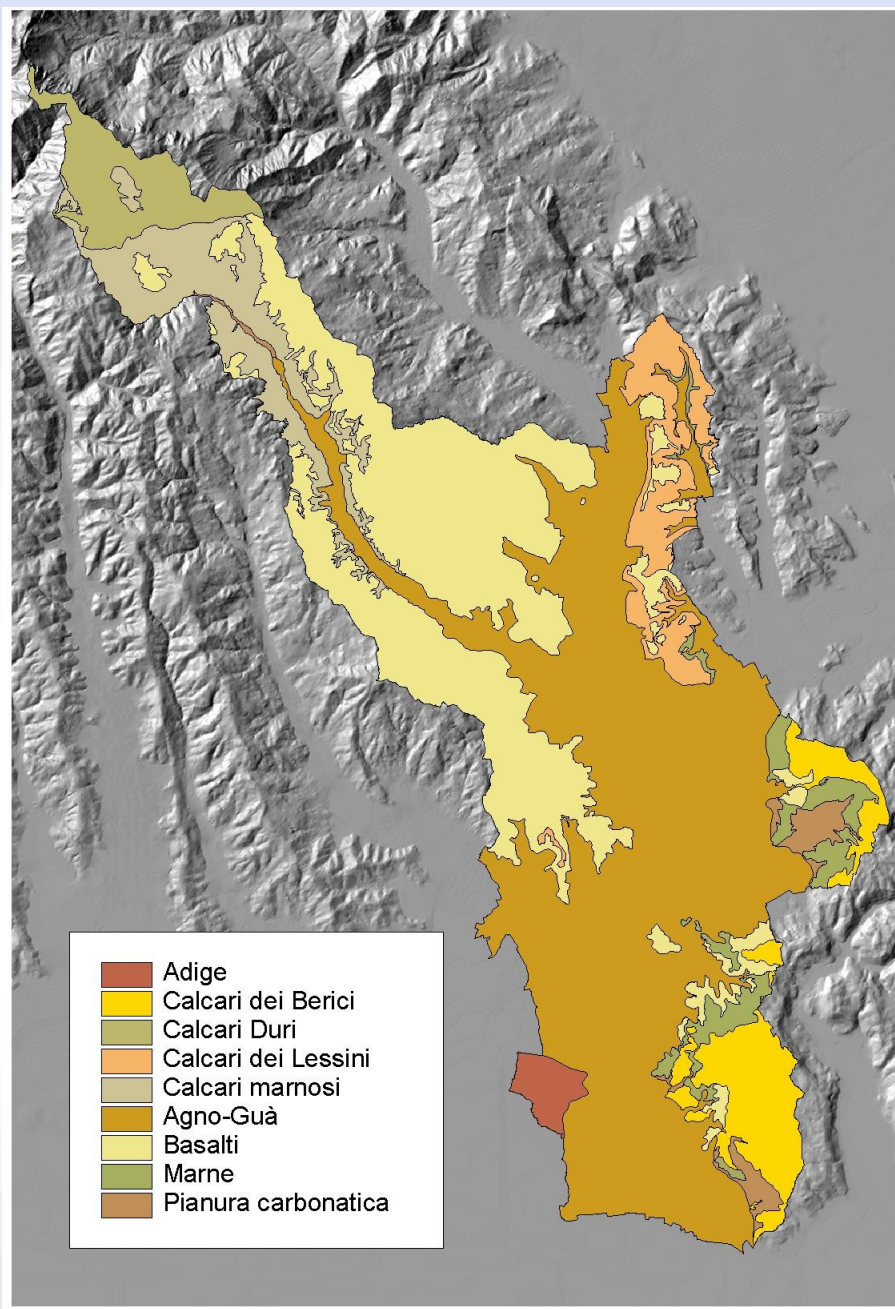 Adige
Calcari dei Berici
Calcari Duri
Calcari dei Lessini
Calcari marnosi
Agno-Guà
Basalti
Marne
Pianura carbonatica